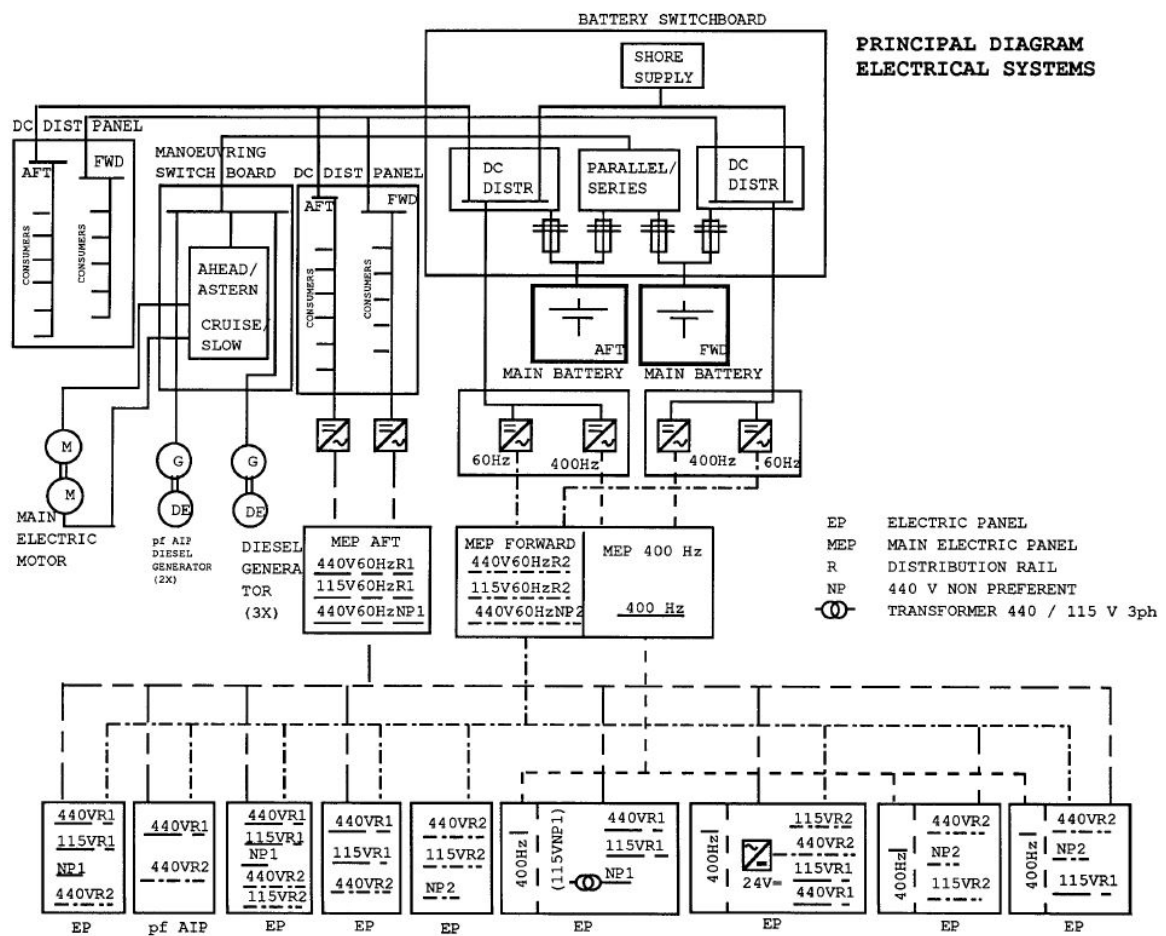 BATTERY SWITCHBOARD
PRINCIPAL DIAGRAM
ELECTRICAL SYSTEMS
SHORE
SUPPLY
DC DIST PANEL
AFT
FWD
CONSUMERS
CONSUMERS
MANOEUVRING
SWITCH BOARD
AHEAD/
ASTERN
CRUISE/
SLOW
DC DIST PANEL
AFT
FWD
CONSUMERS
CONSUMERS
DC
DISTR
PARALLEL/
SERIES
DC
DISTR
AFT
MAIN BATTERY
FWD
MAIN BATTERY
60Hz
400Hz
400Hz
60Hz
M
M
MAIN
ELECTRIC
MOTOR
G
DE
pf AIP
DIESEL
GENERATOR
(2X)
G
DE
DIESEL
GENERA
TOR
(3X)
MEP AFT
440V60HzR1
115V60HzR1
440V60HzNP1
MEP FORWARD
440V60HzR2
115V60HzR2
440V60HzNP2
MEP 400 Hz
400 Hz
EP ELECTRIC PANEL
MEP MAIN ELECTRIC PANEL
R DISTRIBUTION RAIL
NP 440 V NON PREFERENT
TRANSFORMER 440 / 115 V 3ph
440VR1
115VR1
NP1
440VR2
EP
440VR1
440VR2
pf AIP
440VR1
115VR1
NP1
440VR2
115VR2
EP
440VR1
115VR1
440VR2
EP
440VR2
115VR2
NP2
EP
400Hz
(115VNP1)
440VR1
115VR1
NP1
EP
400Hz
24V=
115VR2
440VR2
115VR1
440VR1
EP
400Hz
440VR2
NP2
115VR2
EP
400Hz
440VR2
NP2
115VR1
EP